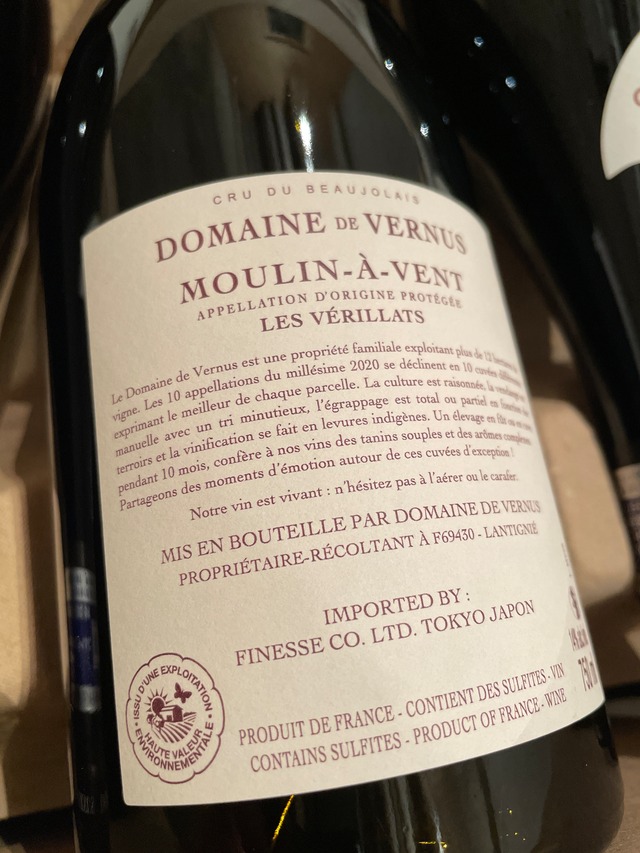 CRU DU BEAUJOLAIS
DOMAINE DE VERNUS
MOULIN-À-VENT
APPELLATION D'ORIGINE PROTÉGÉE
LES VÉRILLATS
Le Domaine de Vernus est une propriété familiale exploitant plus de 12
vigne. Les 10 appellations du millésime 2020 se déclinent en 10 cuvées
exprimant le meilleur de chaque parcelle. La culture est raisonnée, la
manuelle avec un tri minutieux, l'égrappage est total ou partiel en fonction
terroirs et la vinification se fait en levures indigènes. Un élevage en fût
pendant 10 mois, confère à nos vins des tanins souples et des arômes complexes.
Partageons des moments d'émotion autour de ces cuvées d'exception !
Notre vin est vivant : n'hésitez pas à l'aérer ou le carafer.
MIS EN BOUTEILLE PAR DOMAINE DE VERNUS
PROPRIÉTAIRE-RÉCOLTANT À F69430 - LANTIGNIÉ
IMPORTED BY :
FINESSE CO. LTD. TOKYO JAPON
ISSU D'UNE EXPLOITATION
HAUTE VALEUR
ENVIRONNEMENTALE
PRODUIT DE FRANCE - CONTIENT DES SULFITES - VIN
CONTAINS SULFITES - PRODUCT OF FRANCE - WINE